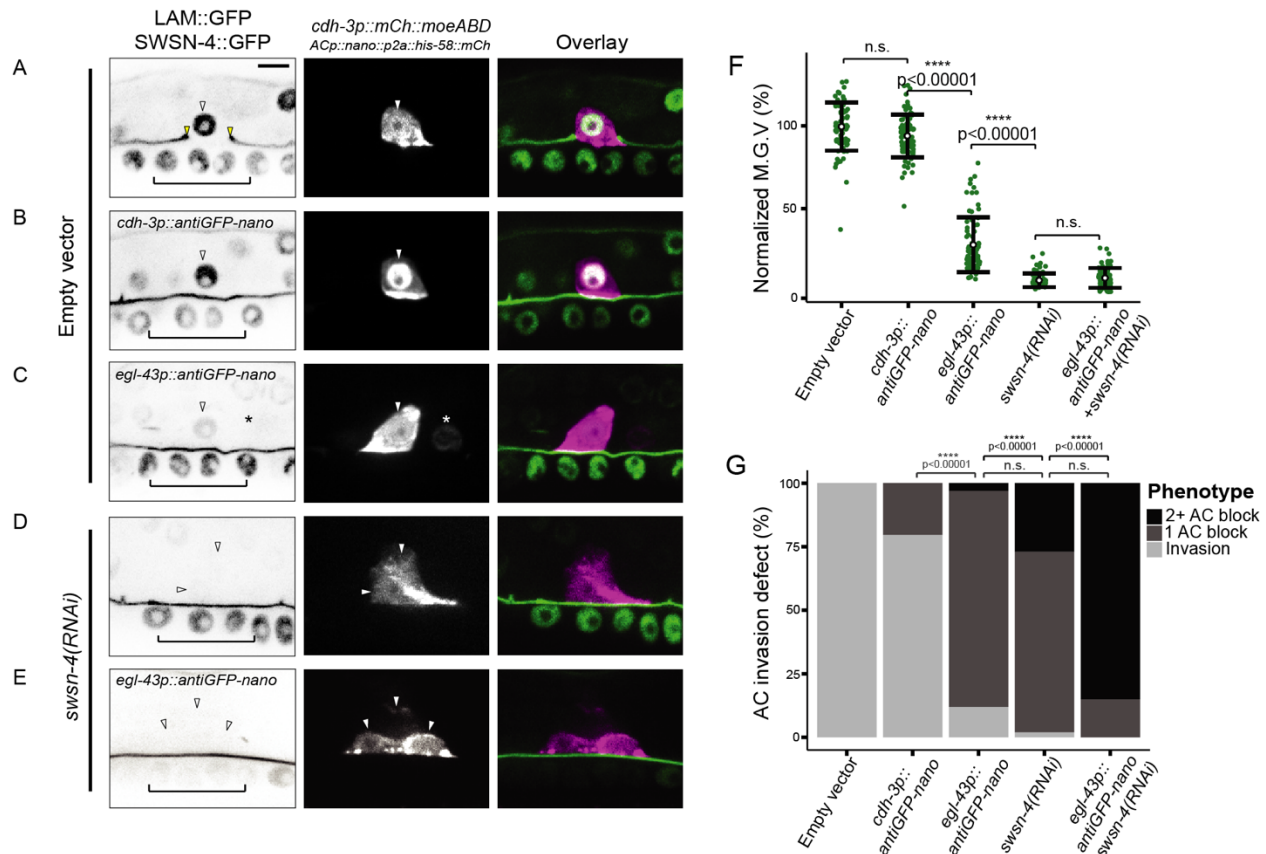 LAM::GFP
SWSN-4::GFP
cdh-3p::mCh::moeABD
ACp::nano::p2a::his-58::mCh
Overlay
A
B
cdh-3p::antiGFP-nano
C
egl-43p::antiGFP-nano
*
*
D
E
egl-43p::antiGFP-nano
Empty vector
swsn-4(RNAi)
F
Normalized M.G.V (%)
100
50
0
n.s.
****
p<0.00001
****
p<0.00001
n.s.
Empty vector
cdh-3p::
antiGFP-nano
egl-43p::
antiGFP-nano
swsn-4(RNAi)
egl-43p::
antiGFP-nano
+swsn-4(RNAi)
G
AC invasion defect (%)
100
75
50
25
0
****
p<0.00001
****
p<0.00001
n.s.
****
p<0.00001
n.s.
Phenotype
2+ AC block
1 AC block
Invasion
Empty vector
cdh-3p::
antiGFP-nano
egl-43p::
antiGFP-nano
swsn-4(RNAi)
egl-43p::
antiGFP-nano
swsn-4(RNAi)